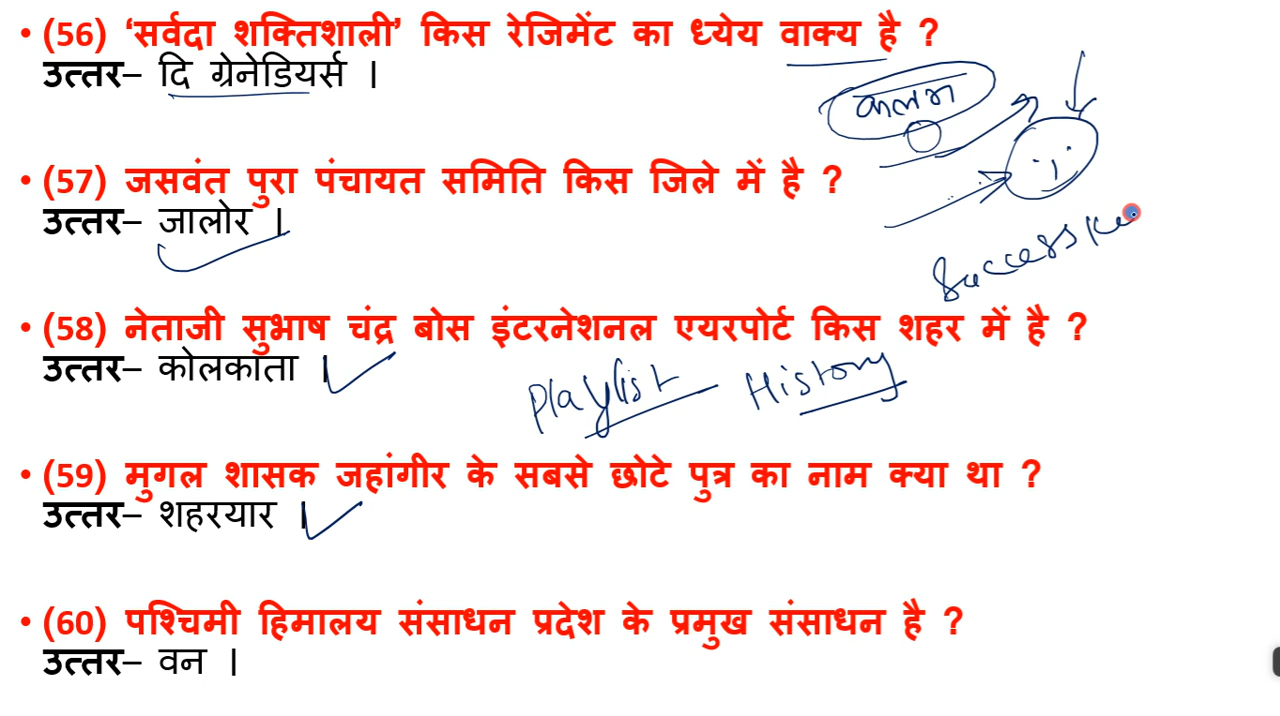 • (56) ‘सर्वदा शक्तिशाली’ किस रेजिमेंट का ध्येय वाक्य है ?
उत्तर– दि ग्रेनेडियर्स ।
कलम
• (57) जसवंत पुरा पंचायत समिति किस जिले में है ?
उत्तर– जालोर ।
Success
• (58) नेताजी सुभाष चंद्र बोस इंटरनेशनल एयरपोर्ट किस शहर में है ?
उत्तर– कोलकाता ।
Playlist History
• (59) मुगल शासक जहांगीर के सबसे छोटे पुत्र का नाम क्या था ?
उत्तर– शहरयार ।
• (60) पश्चिमी हिमालय संसाधन प्रदेश के प्रमुख संसाधन है ?
उत्तर– वन ।